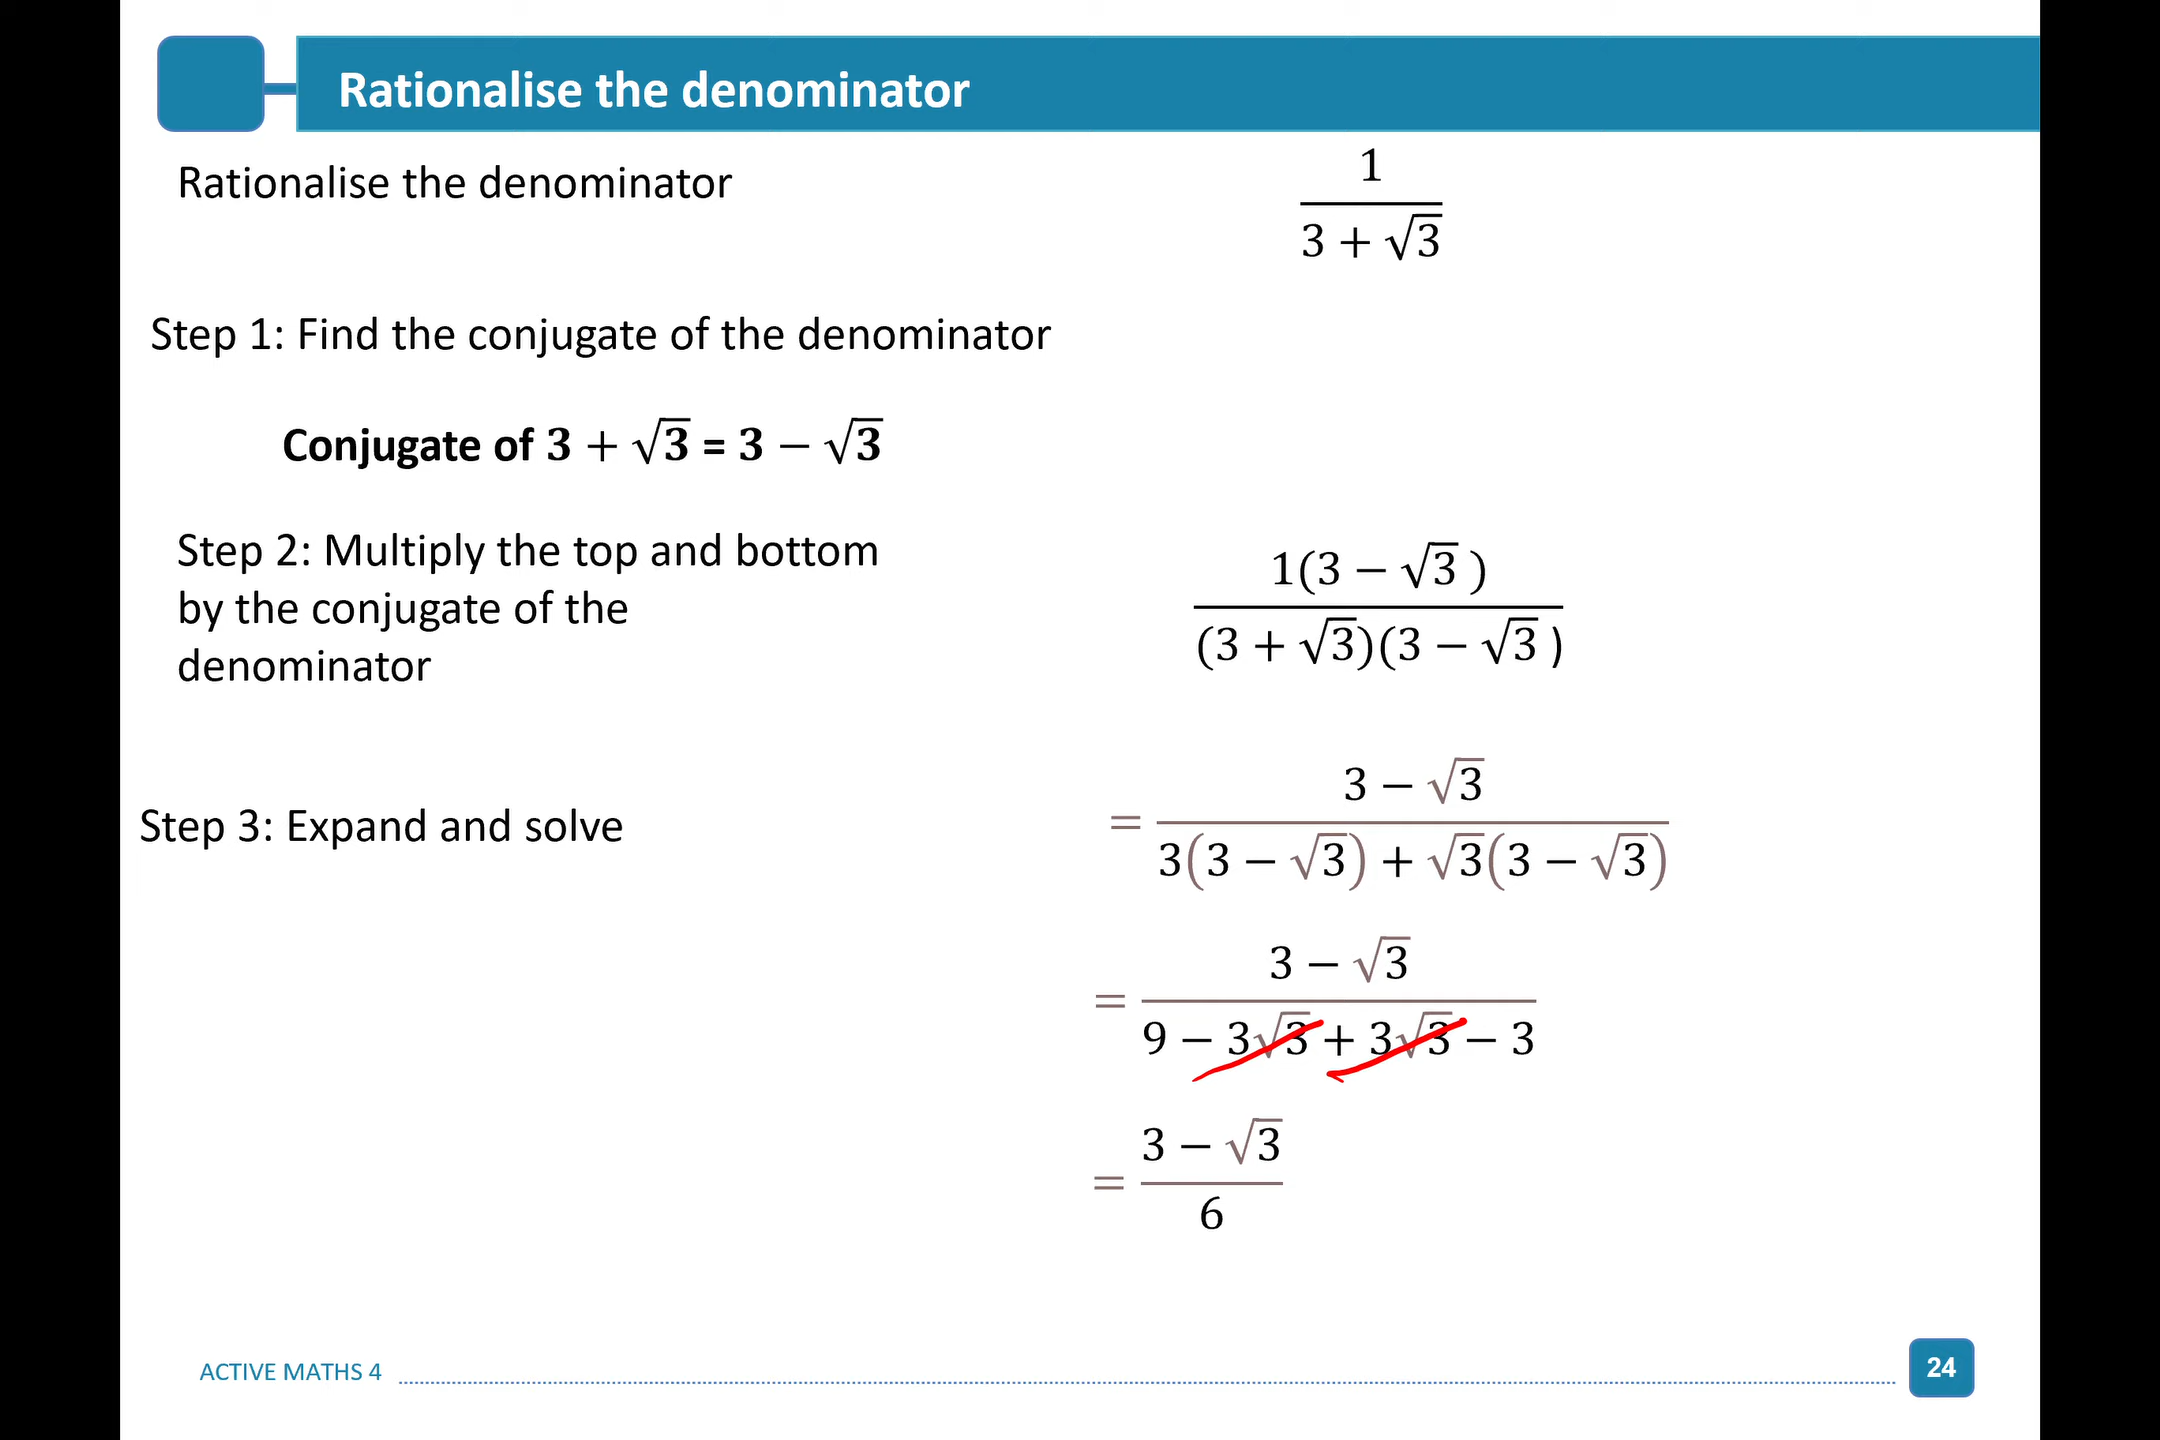 Rationalise the denominator
Rationalise the denominator
1
3 + √3
Step 1: Find the conjugate of the denominator
Conjugate of 3 + √3 = 3 − √3
Step 2: Multiply the top and bottom
by the conjugate of the
denominator
1(3 − √3 )
(3 + √3)(3 − √3 )
Step 3: Expand and solve
3 − √3
=
3(3 − √3) + √3(3 − √3)
3 − √3
=
9 − 3√3 + 3√3 − 3
3 − √3
=
6
ACTIVE MATHS 4
24